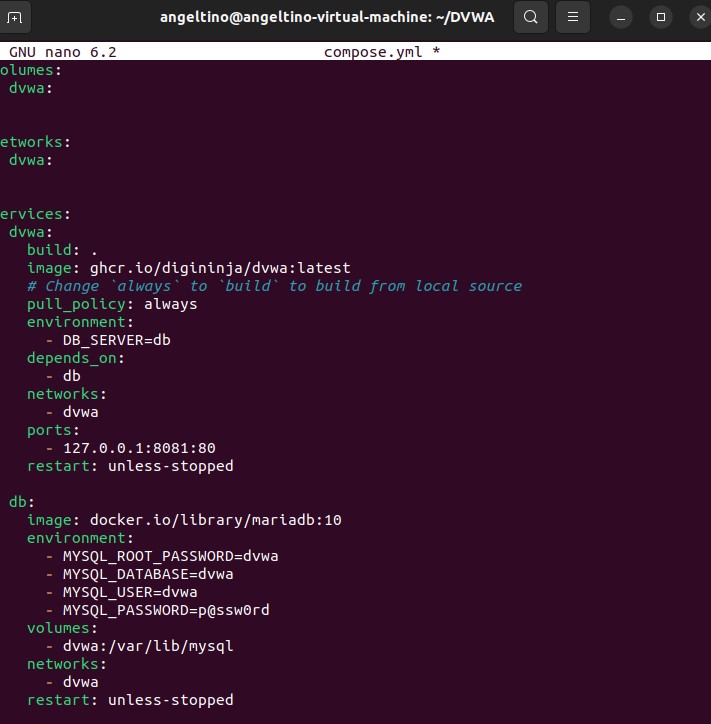 angeltino@angeltino-virtual-machine: ~/DVWA
GNU nano 6.2 compose.yml *
olumes:
 dvwa:

etworks:
 dvwa:

ervices:
 dvwa:
   build: .
   image: ghcr.io/digininja/dvwa:latest
   # Change `always` to `build` to build from local source
   pull_policy: always
   environment:
     - DB_SERVER=db
   depends_on:
     - db
   networks:
     - dvwa
   ports:
     - 127.0.0.1:8081:80
   restart: unless-stopped

 db:
   image: docker.io/library/mariadb:10
   environment:
     - MYSQL_ROOT_PASSWORD=dvwa
     - MYSQL_DATABASE=dvwa
     - MYSQL_USER=dvwa
     - MYSQL_PASSWORD=p@ssw0rd
   volumes:
     - dvwa:/var/lib/mysql
   networks:
     - dvwa
   restart: unless-stopped